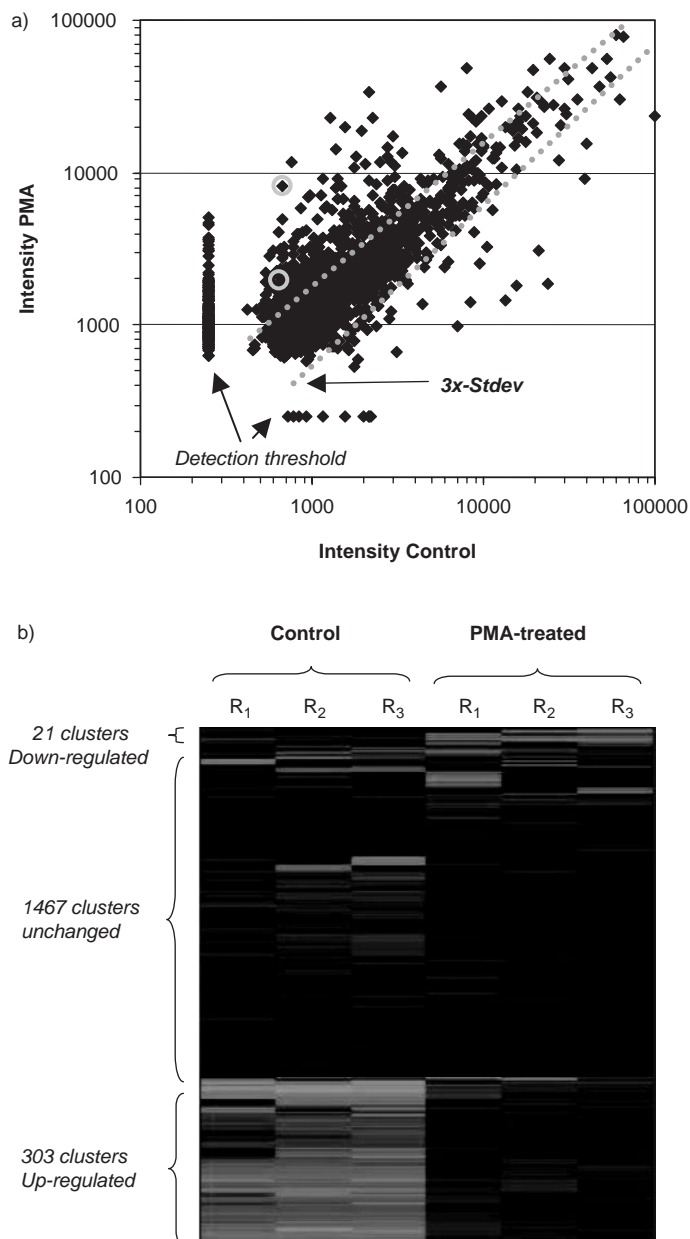 a)
100000
10000
1000
100
Intensity PMA
3x-Stdev
Detection threshold
100 1000 10000 100000
Intensity Control
b)
Control PMA-treated
R1 R2 R3 R1 R2 R3
21 clusters
Down-regulated
1467 clusters
unchanged
303 clusters
Up-regulated